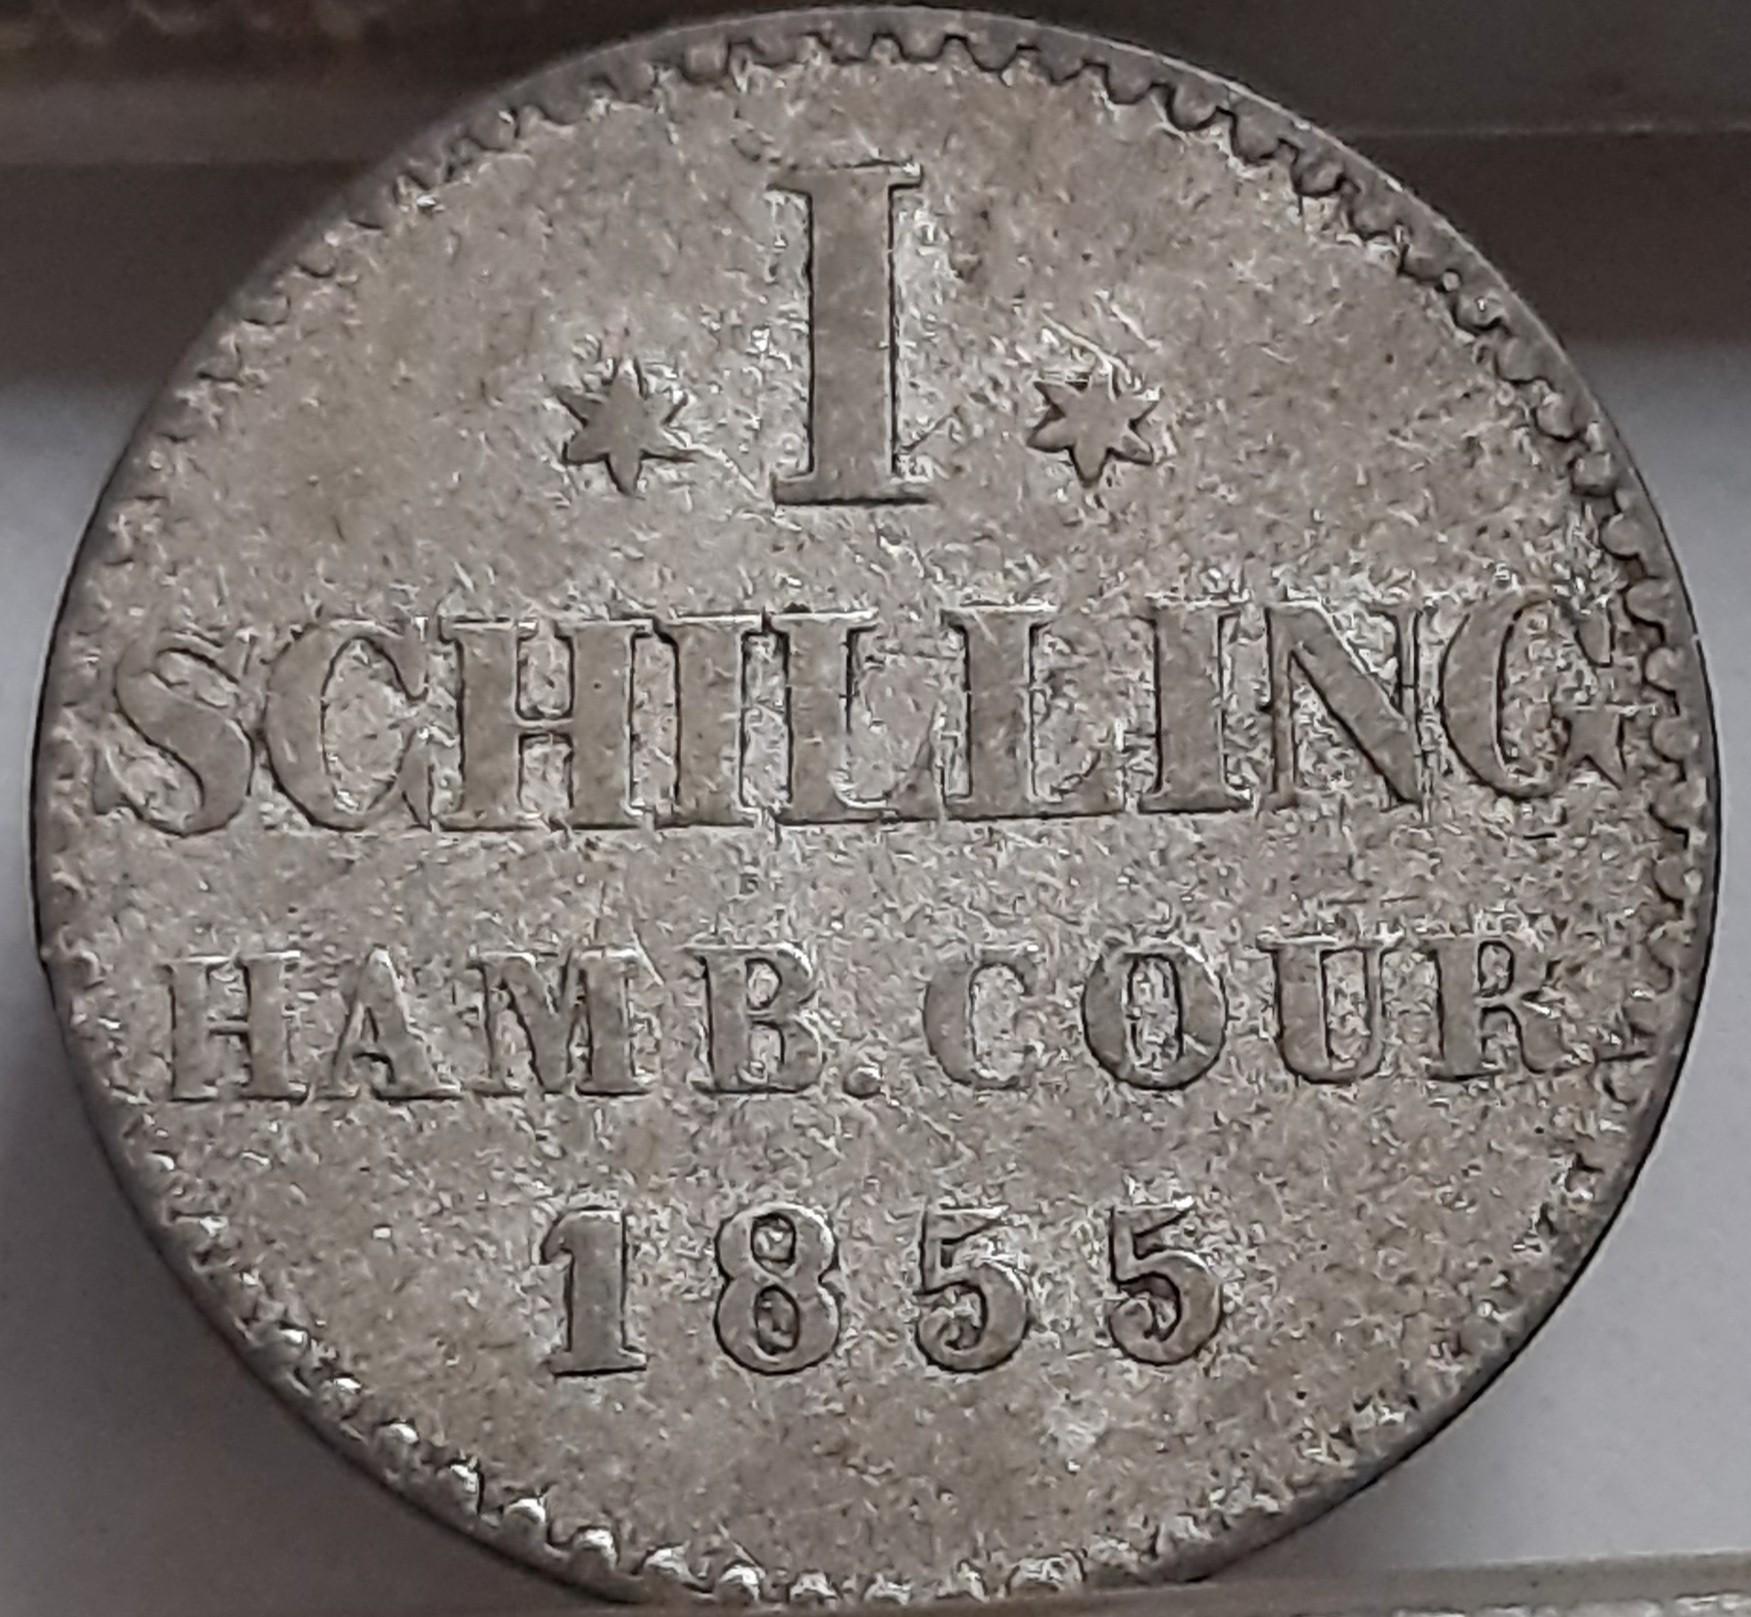 I
SCHILLING
HAMB. COUR.
1855